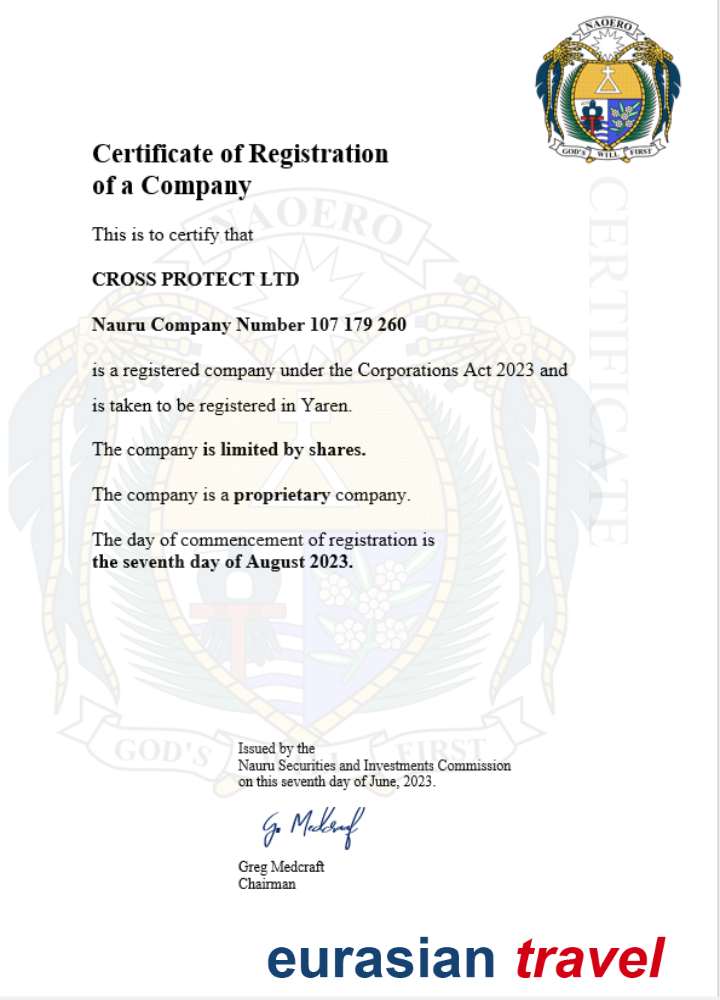 NAOERO
GOD'S WILL FIRST
Certificate of Registration
of a Company
This is to certify that
CROSS PROTECT LTD
Nauru Company Number 107 179 260
is a registered company under the Corporations Act 2023 and
is taken to be registered in Yaren.
The company is limited by shares.
The company is a proprietary company.
The day of commencement of registration is
the seventh day of August 2023.
CERTIFICATE
NAOERO
GOD'S WILL FIRST
Issued by the
Nauru Securities and Investments Commission
on this seventh day of June, 2023.
G. Medcraft
Greg Medcraft
Chairman
eurasian travel